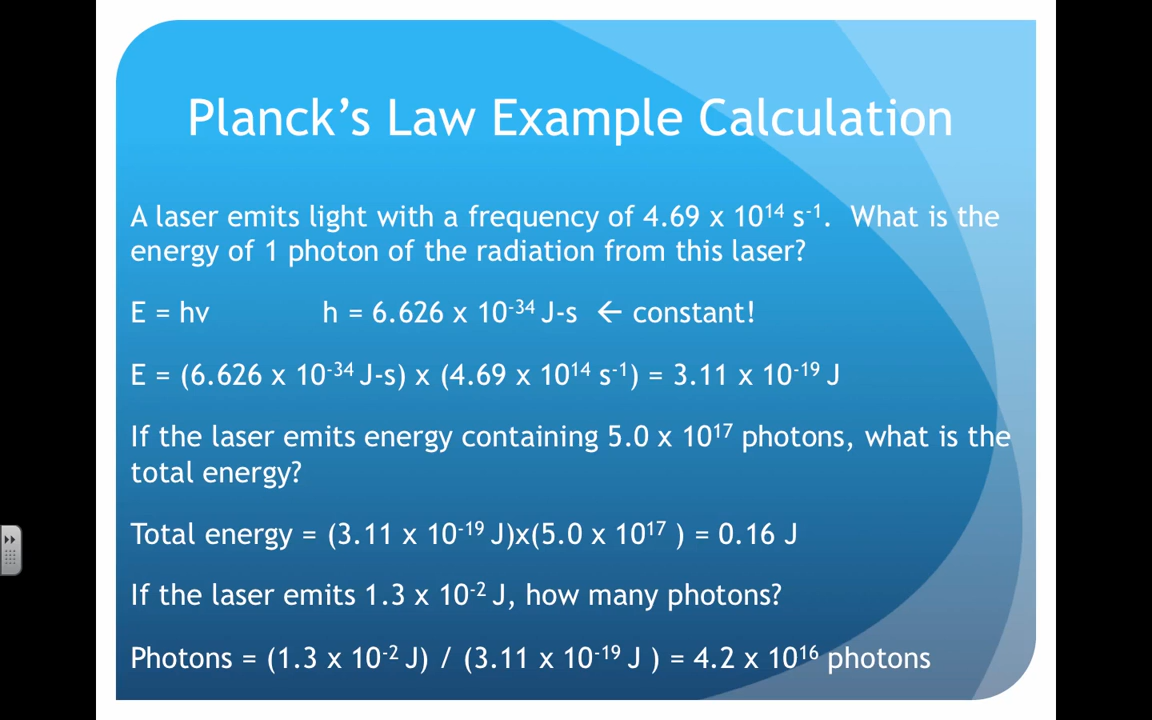 Planck’s Law Example Calculation
A laser emits light with a frequency of 4.69 x 10¹⁴ s⁻¹.  What is the
energy of 1 photon of the radiation from this laser?
E = hν h = 6.626 x 10⁻³⁴ J-s ← constant!
E = (6.626 x 10⁻³⁴ J-s) x (4.69 x 10¹⁴ s⁻¹) = 3.11 x 10⁻¹⁹ J
If the laser emits energy containing 5.0 x 10¹⁷ photons, what is the
total energy?
Total energy = (3.11 x 10⁻¹⁹ J)x(5.0 x 10¹⁷ ) = 0.16 J
If the laser emits 1.3 x 10⁻² J, how many photons?
Photons = (1.3 x 10⁻² J) / (3.11 x 10⁻¹⁹ J ) = 4.2 x 10¹⁶ photons